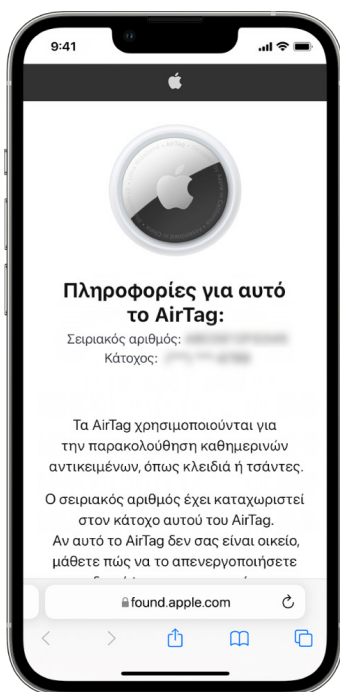 9:41
Πληροφορίες για αυτό
το AirTag:
Σειριακός αριθμός:
Κάτοχος:
Τα AirTag χρησιμοποιούνται για
την παρακολούθηση καθημερινών
αντικειμένων, όπως κλειδιά ή τσάντες.
Ο σειριακός αριθμός έχει καταχωριστεί
στον κάτοχο αυτού του AirTag.
Αν αυτό το AirTag δεν σας είναι οικείο,
μάθετε πώς να το απενεργοποιήσετε
found.apple.com